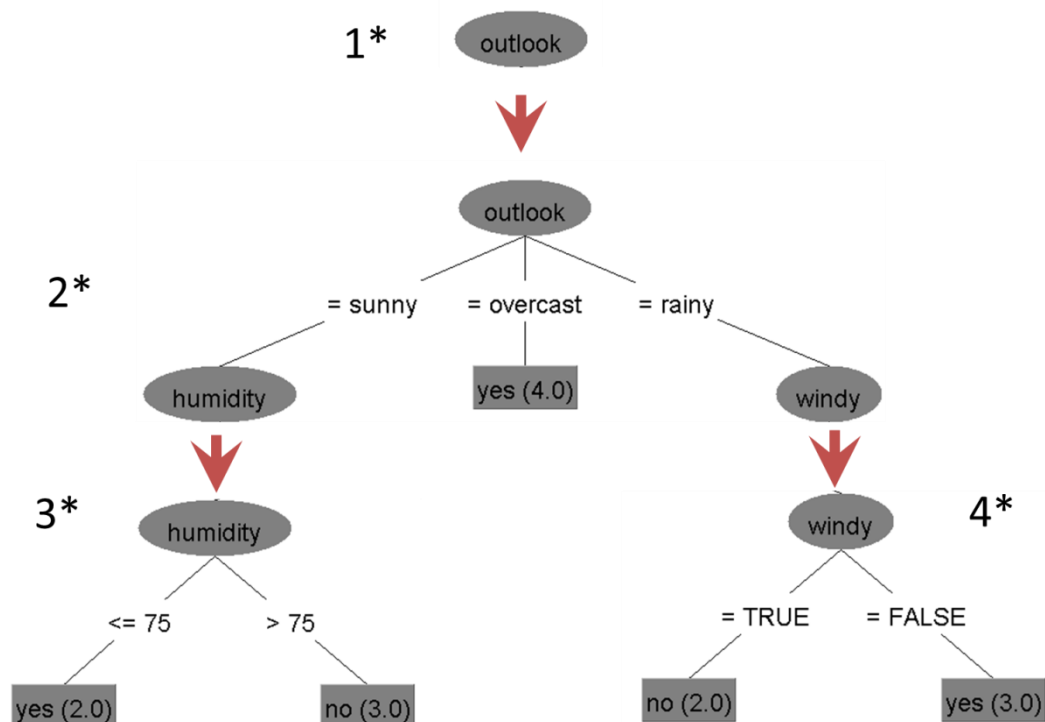 1*
outlook
outlook
2*
= sunny
= overcast
= rainy
humidity
yes (4.0)
windy
3*
humidity
windy
4*
<= 75
> 75
= TRUE
= FALSE
yes (2.0)
no (3.0)
no (2.0)
yes (3.0)